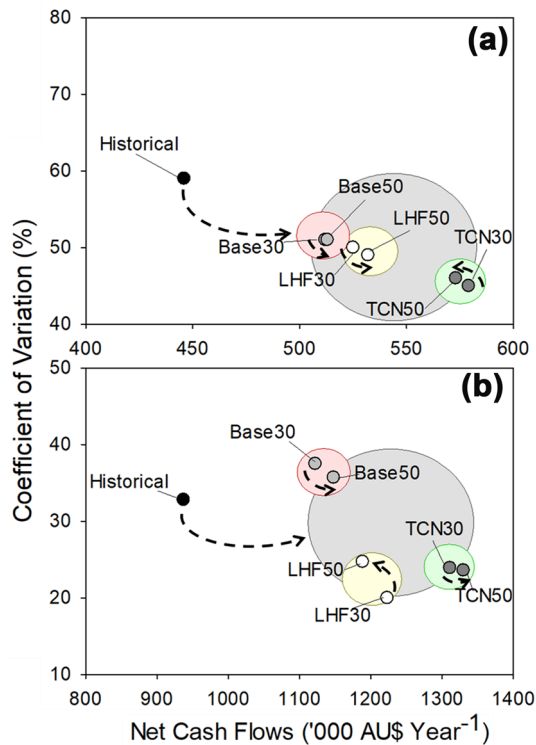 (a)
80
70
60
50
40
Historical
Base50
Base30
LHF50
LHF30
TCN30
TCN50
400
450
500
550
600
Coefficient of Variation (%)
(b)
50
40
30
20
10
Base30
Base50
Historical
TCN30
LHF50
TCN50
LHF30
800
900
1000
1100
1200
1300
1400
Net Cash Flows ('000 AU$ Year-1)